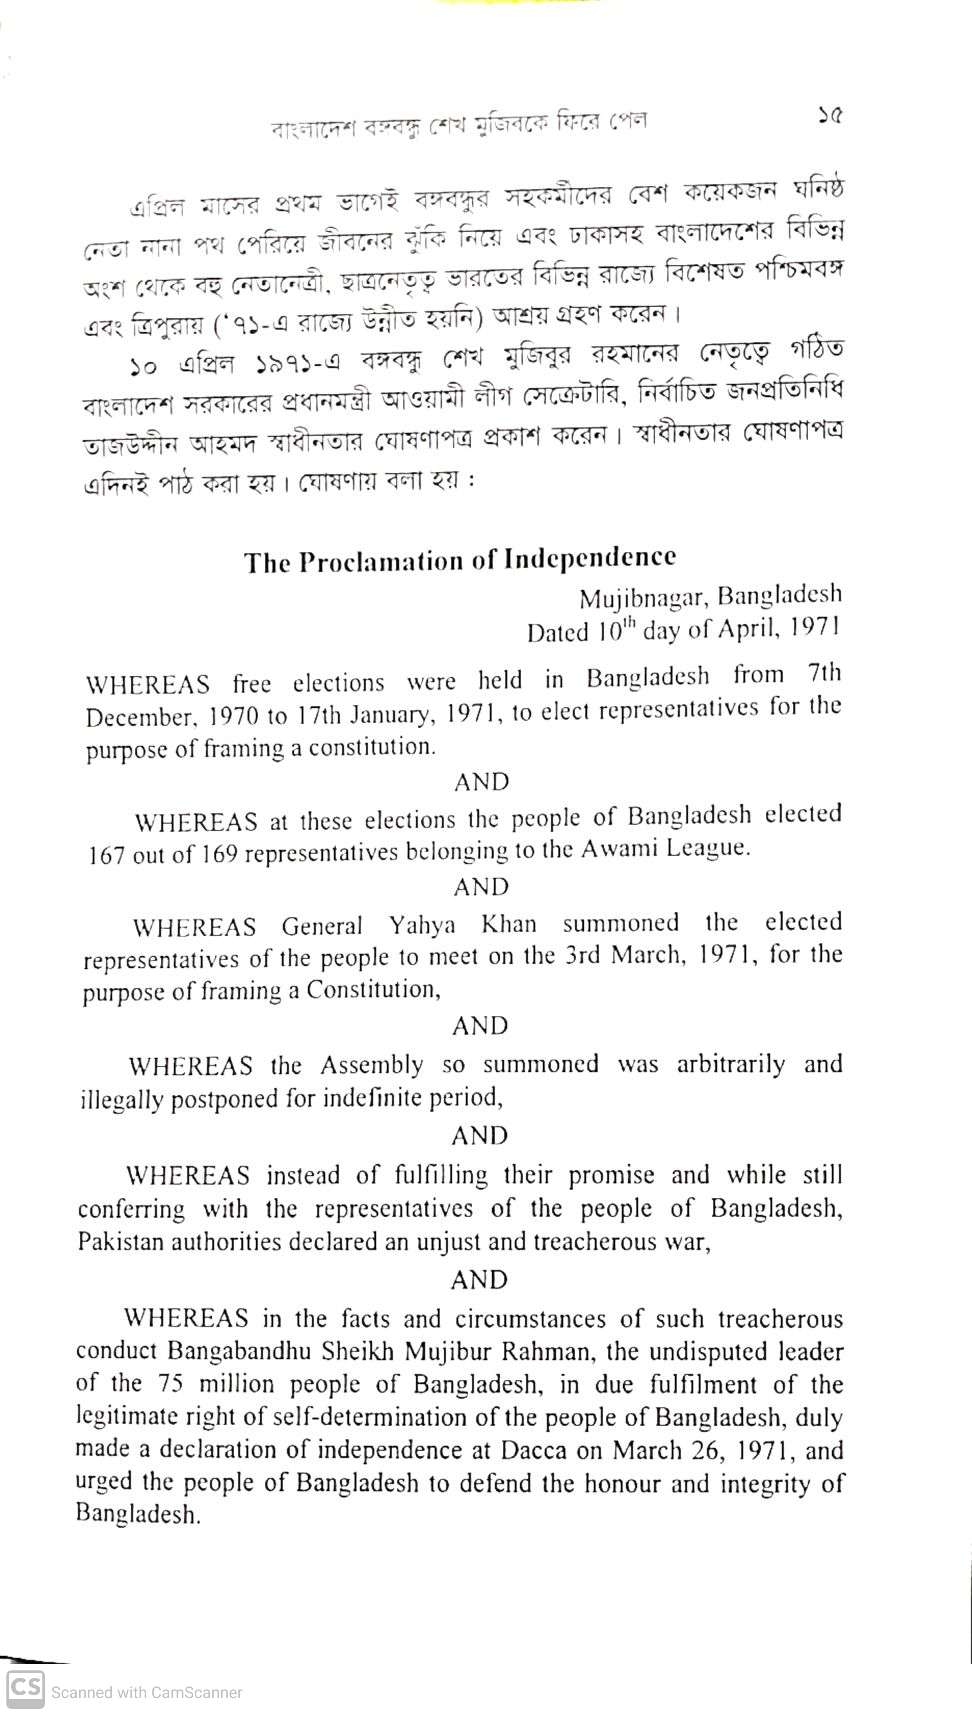 বাংলাদেশ বঙ্গবন্ধু শেখ মুজিবকে ফিরে পেল ১৫
এপ্রিল মাসের প্রথম ভাগেই বঙ্গবন্ধুর সহকর্মীদের বেশ কয়েকজন ঘনিষ্ঠ
নেতা নানা পথ পেরিয়ে জীবনের ঝুঁকি নিয়ে এবং ঢাকাসহ বাংলাদেশের বিভিন্ন
অংশ থেকে বহু নেতানেত্রী, ছাত্রনেতৃত্ব ভারতের বিভিন্ন রাজ্যে বিশেষত পশ্চিমবঙ্গ
এবং ত্রিপুরায় (‘৭১-এ রাজ্যে উন্নীত হয়নি) আশ্রয় গ্রহণ করেন।
১০ এপ্রিল ১৯৭১-এ বঙ্গবন্ধু শেখ মুজিবুর রহমানের নেতৃত্বে গঠিত
বাংলাদেশ সরকারের প্রধানমন্ত্রী আওয়ামী লীগ সেক্রেটারি, নির্বাচিত জনপ্রতিনিধি
তাজউদ্দীন আহমদ স্বাধীনতার ঘোষণাপত্র প্রকাশ করেন। স্বাধীনতার ঘোষণাপত্র
এদিনই পাঠ করা হয়। ঘোষণায় বলা হয় :
The Proclamation of Independence
Mujibnagar, Bangladesh
Dated 10th day of April, 1971
WHEREAS free elections were held in Bangladesh from 7th
December, 1970 to 17th January, 1971, to elect representatives for the
purpose of framing a constitution.
AND
WHEREAS at these elections the people of Bangladesh elected
167 out of 169 representatives belonging to the Awami League.
AND
WHEREAS General Yahya Khan summoned the elected
representatives of the people to meet on the 3rd March, 1971, for the
purpose of framing a Constitution,
AND
WHEREAS the Assembly so summoned was arbitrarily and
illegally postponed for indefinite period,
AND
WHEREAS instead of fulfilling their promise and while still
conferring with the representatives of the people of Bangladesh,
Pakistan authorities declared an unjust and treacherous war,
AND
WHEREAS in the facts and circumstances of such treacherous
conduct Bangabandhu Sheikh Mujibur Rahman, the undisputed leader
of the 75 million people of Bangladesh, in due fulfilment of the
legitimate right of self-determination of the people of Bangladesh, duly
made a declaration of independence at Dacca on March 26, 1971, and
urged the people of Bangladesh to defend the honour and integrity of
Bangladesh.
CS Scanned with CamScanner